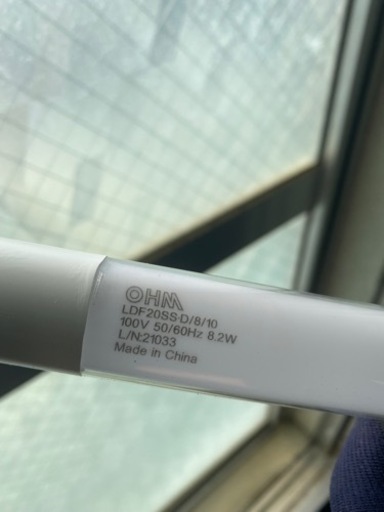 OHM
LDF20SS·D/8/10
100V 50/60Hz 8.2W
L/N:21033
Made in China